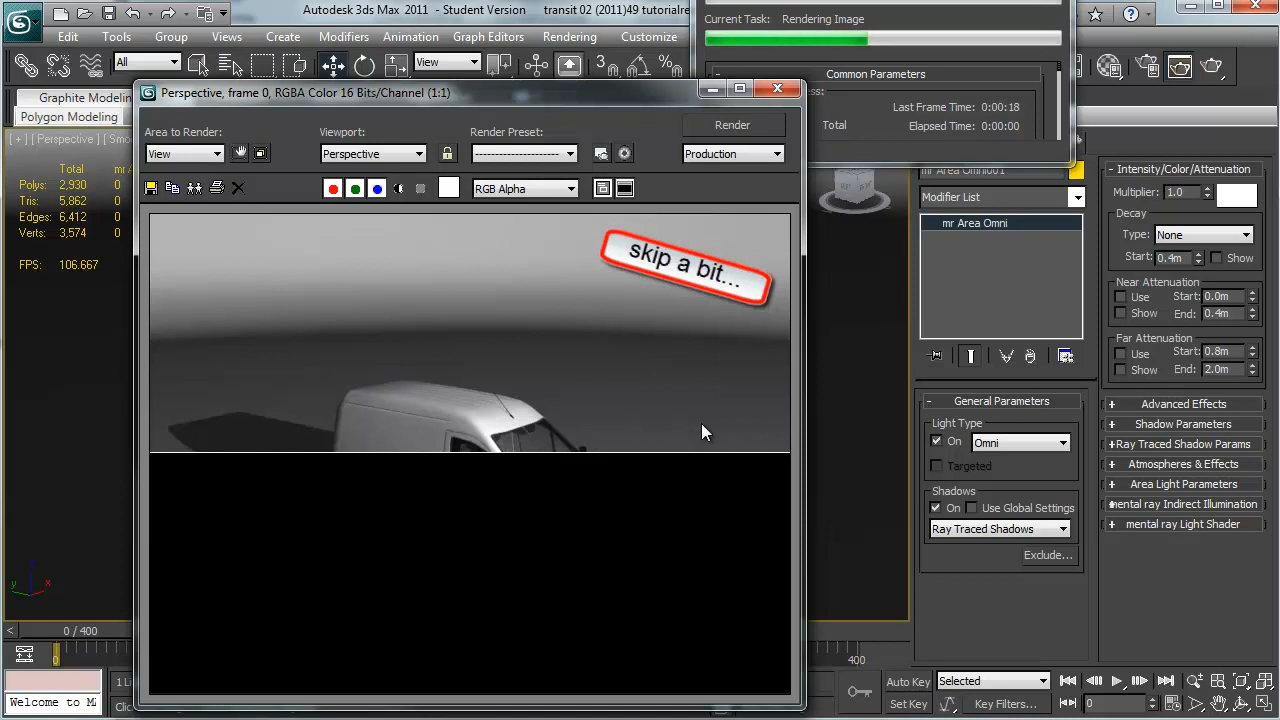 Autodesk 3ds Max 2011 - Student Version
transit 02 (2011)49 tutorialre
Current Task: Rendering Image
Edit Tools Group Views Create Modifiers Animation Graph Editors Rendering Customize
All
View
Common Parameters
Last Frame Time: 0:00:18
Total
Elapsed Time: 0:00:00
Polygon Modeling
[ + ] [ Perspective ]
Total
Polys: 2,930 0
Tris: 5,862 0
Edges: 6,412 0
Verts: 3,574 0
FPS: 106.667
Perspective, frame 0, RGBA Color 16 Bits/Channel (1:1)
Area to Render:
View
Viewport:
Perspective
Render Preset:
Render
Production
RGB Alpha
skip a bit...
mr Area Omni001
Modifier List
mr Area Omni
General Parameters
Light Type
On Omni
Targeted
Shadows
On Use Global Settings
Ray Traced Shadows
Exclude...
Intensity/Color/Attenuation
Multiplier: 1.0
Decay
Type: None
Start: 0.4m Show
Near Attenuation
Use Start: 0.0m
Show End: 0.4m
Far Attenuation
Use Start: 0.8m
Show End: 2.0m
Advanced Effects
Shadow Parameters
Ray Traced Shadow Params
Atmospheres & Effects
Area Light Parameters
mental ray Indirect Illumination
mental ray Light Shader
0 / 400
0
400
Auto Key Selected
Set Key Key Filters...
0
Welcome to M